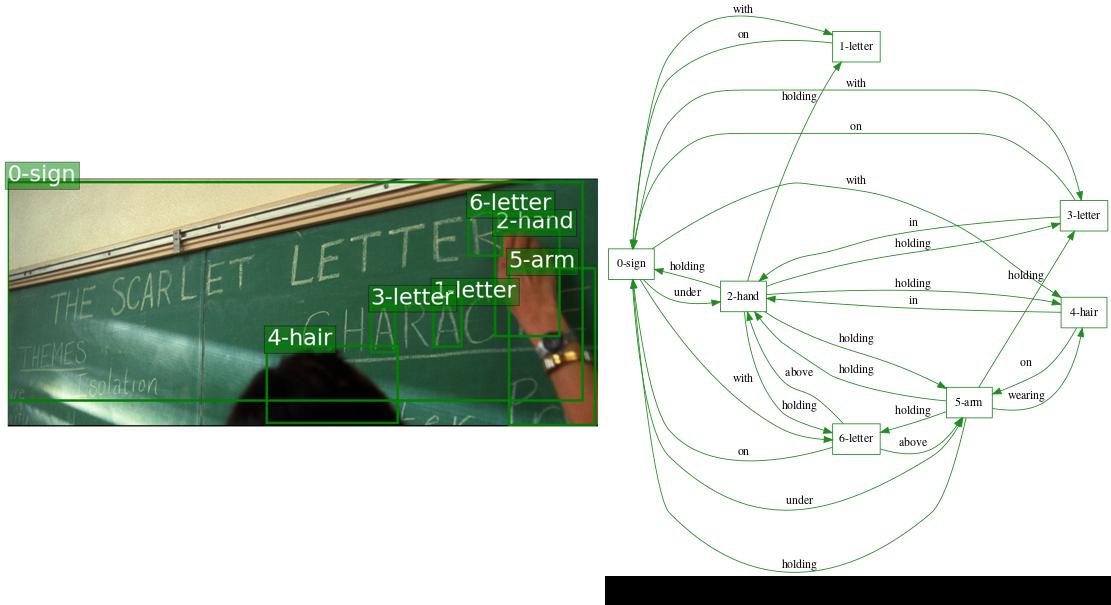 0-sign
6-letter
2-hand
5-arm
3-letter
1-letter
4-hair
THE SCARLET LETTER
CHARAC
THEMES
Isolation
with
on
1-letter
holding
with
on
with
3-letter
in
holding
0-sign
holding
holding
under
2-hand
holding
in
4-hair
holding
on
above
holding
with
wearing
holding
holding
5-arm
6-letter
above
on
under
holding